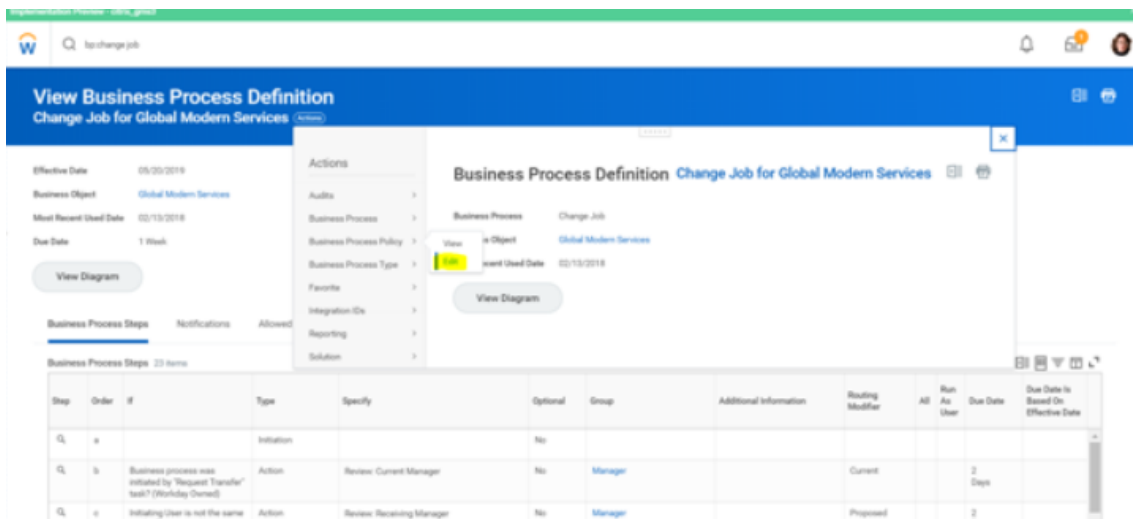 Implementation Preview -
bp:change job
View Business Process Definition
Change Job for Global Modern Services Actions
Effective Date 05/20/2019
Business Object Global Modern Services
Most Recent Used Date 02/13/2018
Due Date 1 Week
View Diagram
Business Process Steps Notifications Allowed
Actions
Audits
Business Process
Business Process Policy
Business Process Type
Favorite
Integration IDs
Reporting
Solution
View
Edit
Business Process Definition Change Job for Global Modern Services
Business Process Change Job
s Object Global Modern Services
ecent Used Date 02/13/2018
View Diagram
Business Process Steps 23 items
Step Order If Type Specify Optional Group Additional Information Routing Modifier All Run As User Due Date Due Date Is Based On Effective Date
a Initiation No
b Business process was initiated by "Request Transfer" task? (Workday Owned) Action Review: Current Manager No Manager Current 2 Days
c Initiating User is not the same Action Review: Receiving Manager No Manager Proposed 2